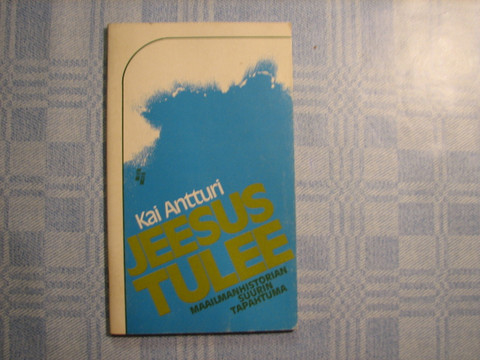 Kai Antturi
JEESUS
TULEE
MAAILMANHISTORIAN
SUURIN
TAPAHTUMA